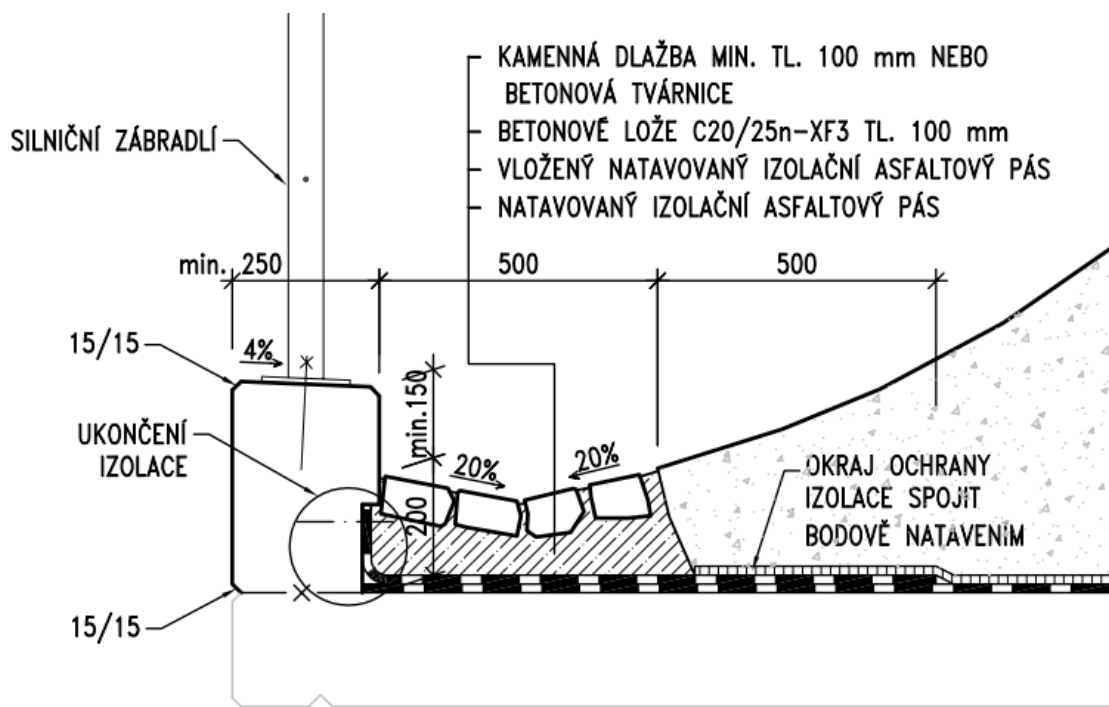 KAMENNÁ DLAŽBA MIN. TL. 100 mm NEBO
BETONOVÁ TVÁRNICE
BETONOVÉ LOŽE C20/25n-XF3 TL. 100 mm
VLOŽENÝ NATAVOVANÝ IZOLAČNÍ ASFALTOVÝ PÁS
NATAVOVANÝ IZOLAČNÍ ASFALTOVÝ PÁS
SILNIČNÍ ZÁBRADLÍ
min. 250
500
500
15/15
4%
min.150
UKONČENÍ
IZOLACE
20%
20%
200
OKRAJ OCHRANY
IZOLACE SPOJIT
BODOVĚ NATAVENÍM
15/15